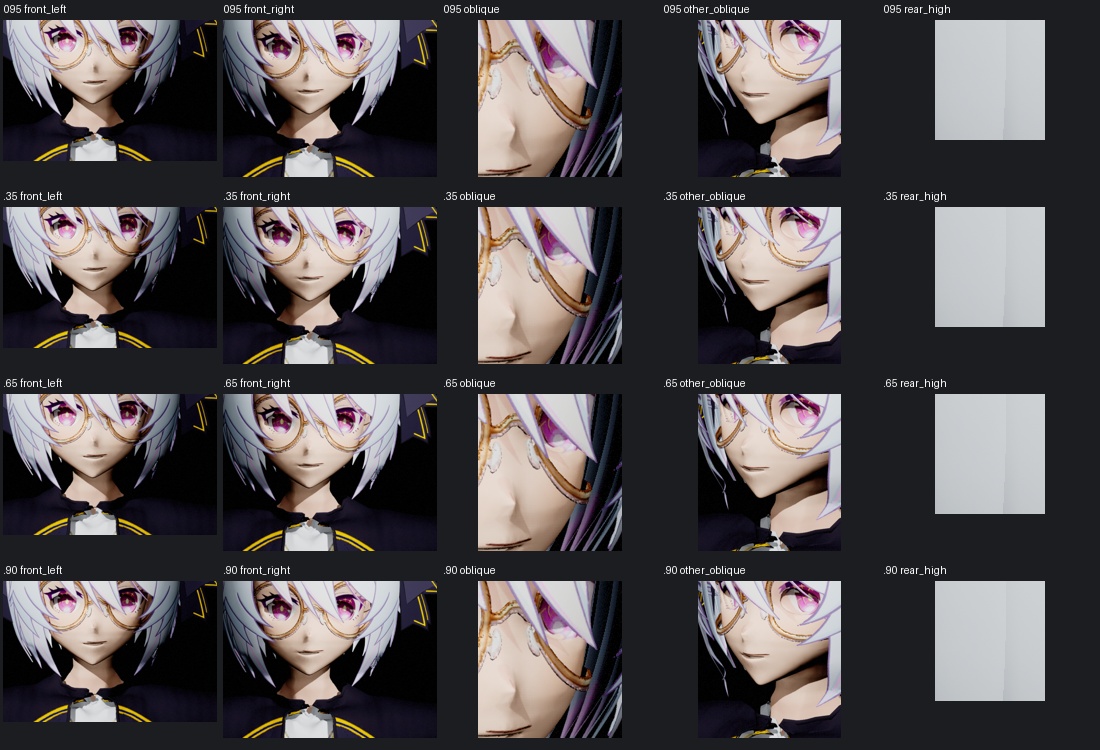 095 front_left
095 front_right
095 oblique
095 other_oblique
095 rear_high
.35 front_left
.35 front_right
.35 oblique
.35 other_oblique
.35 rear_high
.65 front_left
.65 front_right
.65 oblique
.65 other_oblique
.65 rear_high
.90 front_left
.90 front_right
.90 oblique
.90 other_oblique
.90 rear_high